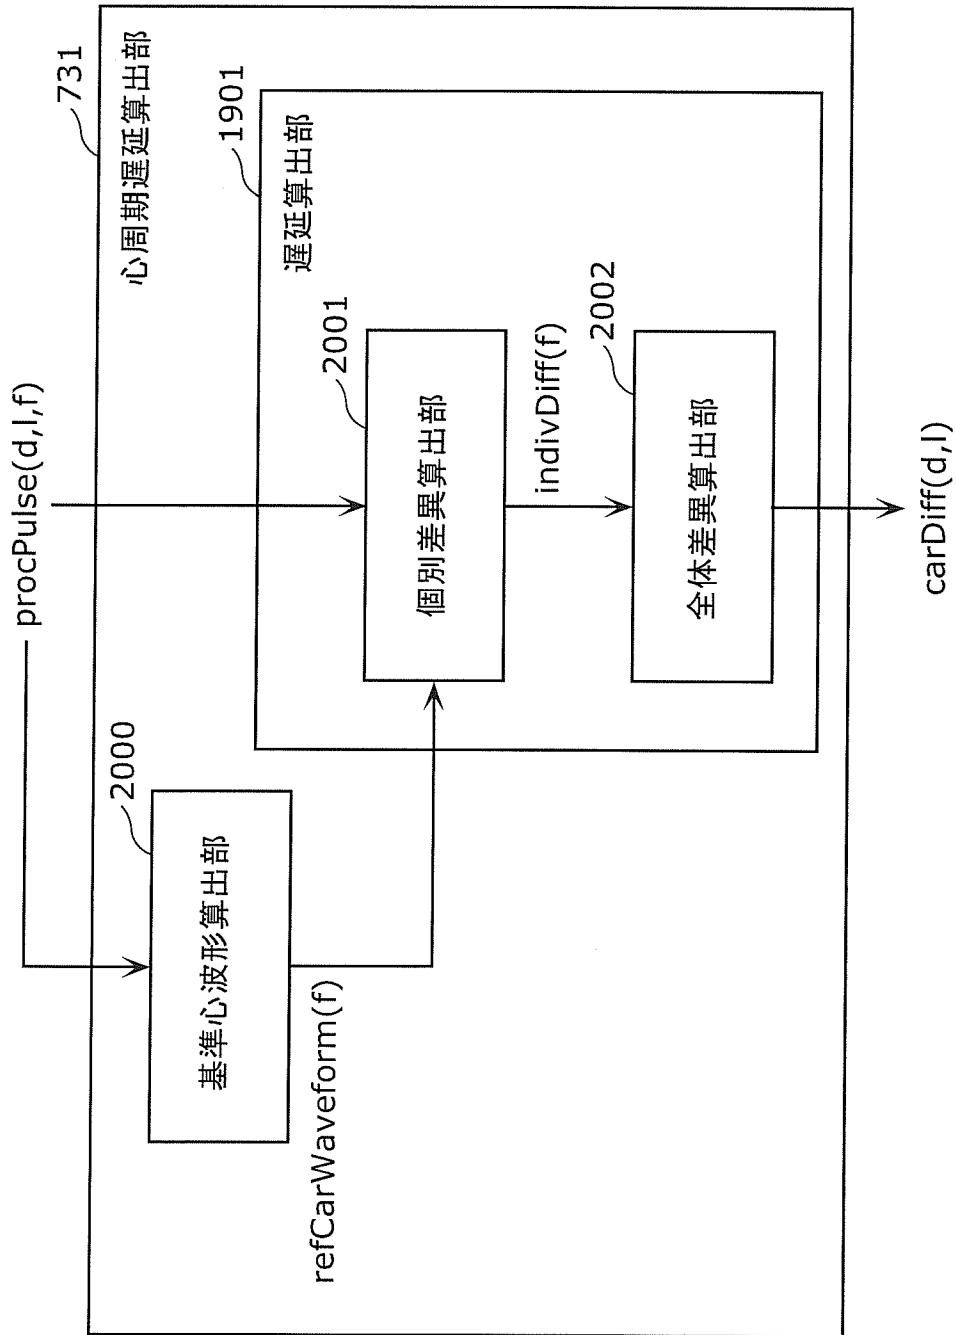 procPulse(d,l,f)
731
心周期遅延算出部
2000
基準心波形算出部
refCarWaveform(f)
1901
遅延算出部
2001
個別差異算出部
indivDiff(f)
2002
全体差異算出部
carDiff(d,l)